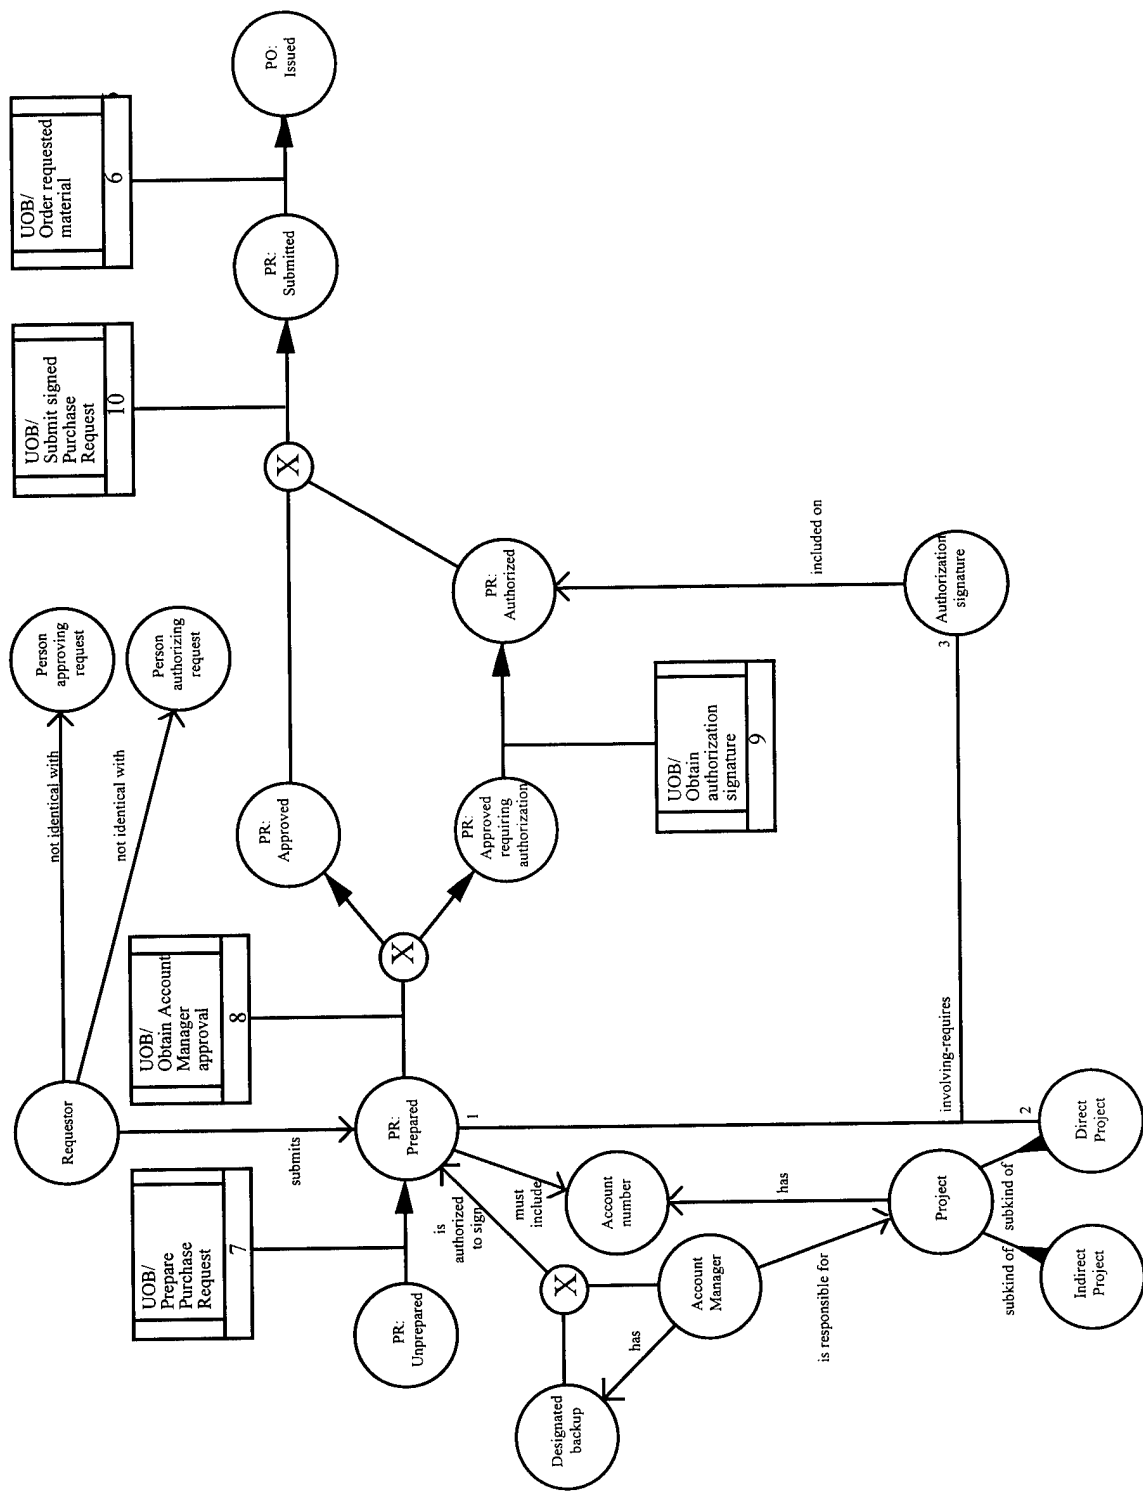 UOB/
Order requested
material
6
PO:
Issued
PR:
Submitted
UOB/
Submit signed
Purchase
Request
10
X
Person
approving
request
Person
authorizing
request
not identical with
not identical with
Requestor
PR:
Authorized
included on
Authorization
signature
3
PR:
Approved
PR:
Approved
requiring
authorization
UOB/
Obtain
authorization
signature
9
X
UOB/
Obtain Account
Manager
approval
8
submits
PR:
Prepared
1
involving-requires
2
UOB/
Prepare
Purchase
Request
7
PR:
Unprepared
is
authorized
to sign
must
include
Account
number
has
Project
subkind of
Direct
Project
subkind of
Indirect
Project
X
Account
Manager
is responsible for
has
Designated
backup